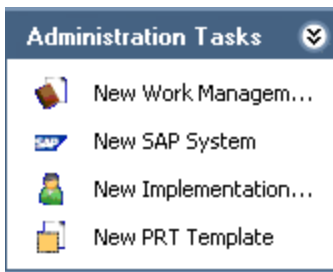 Administration Tasks
New Work Managem...
SAP New SAP System
New Implementation...
New PRT Template